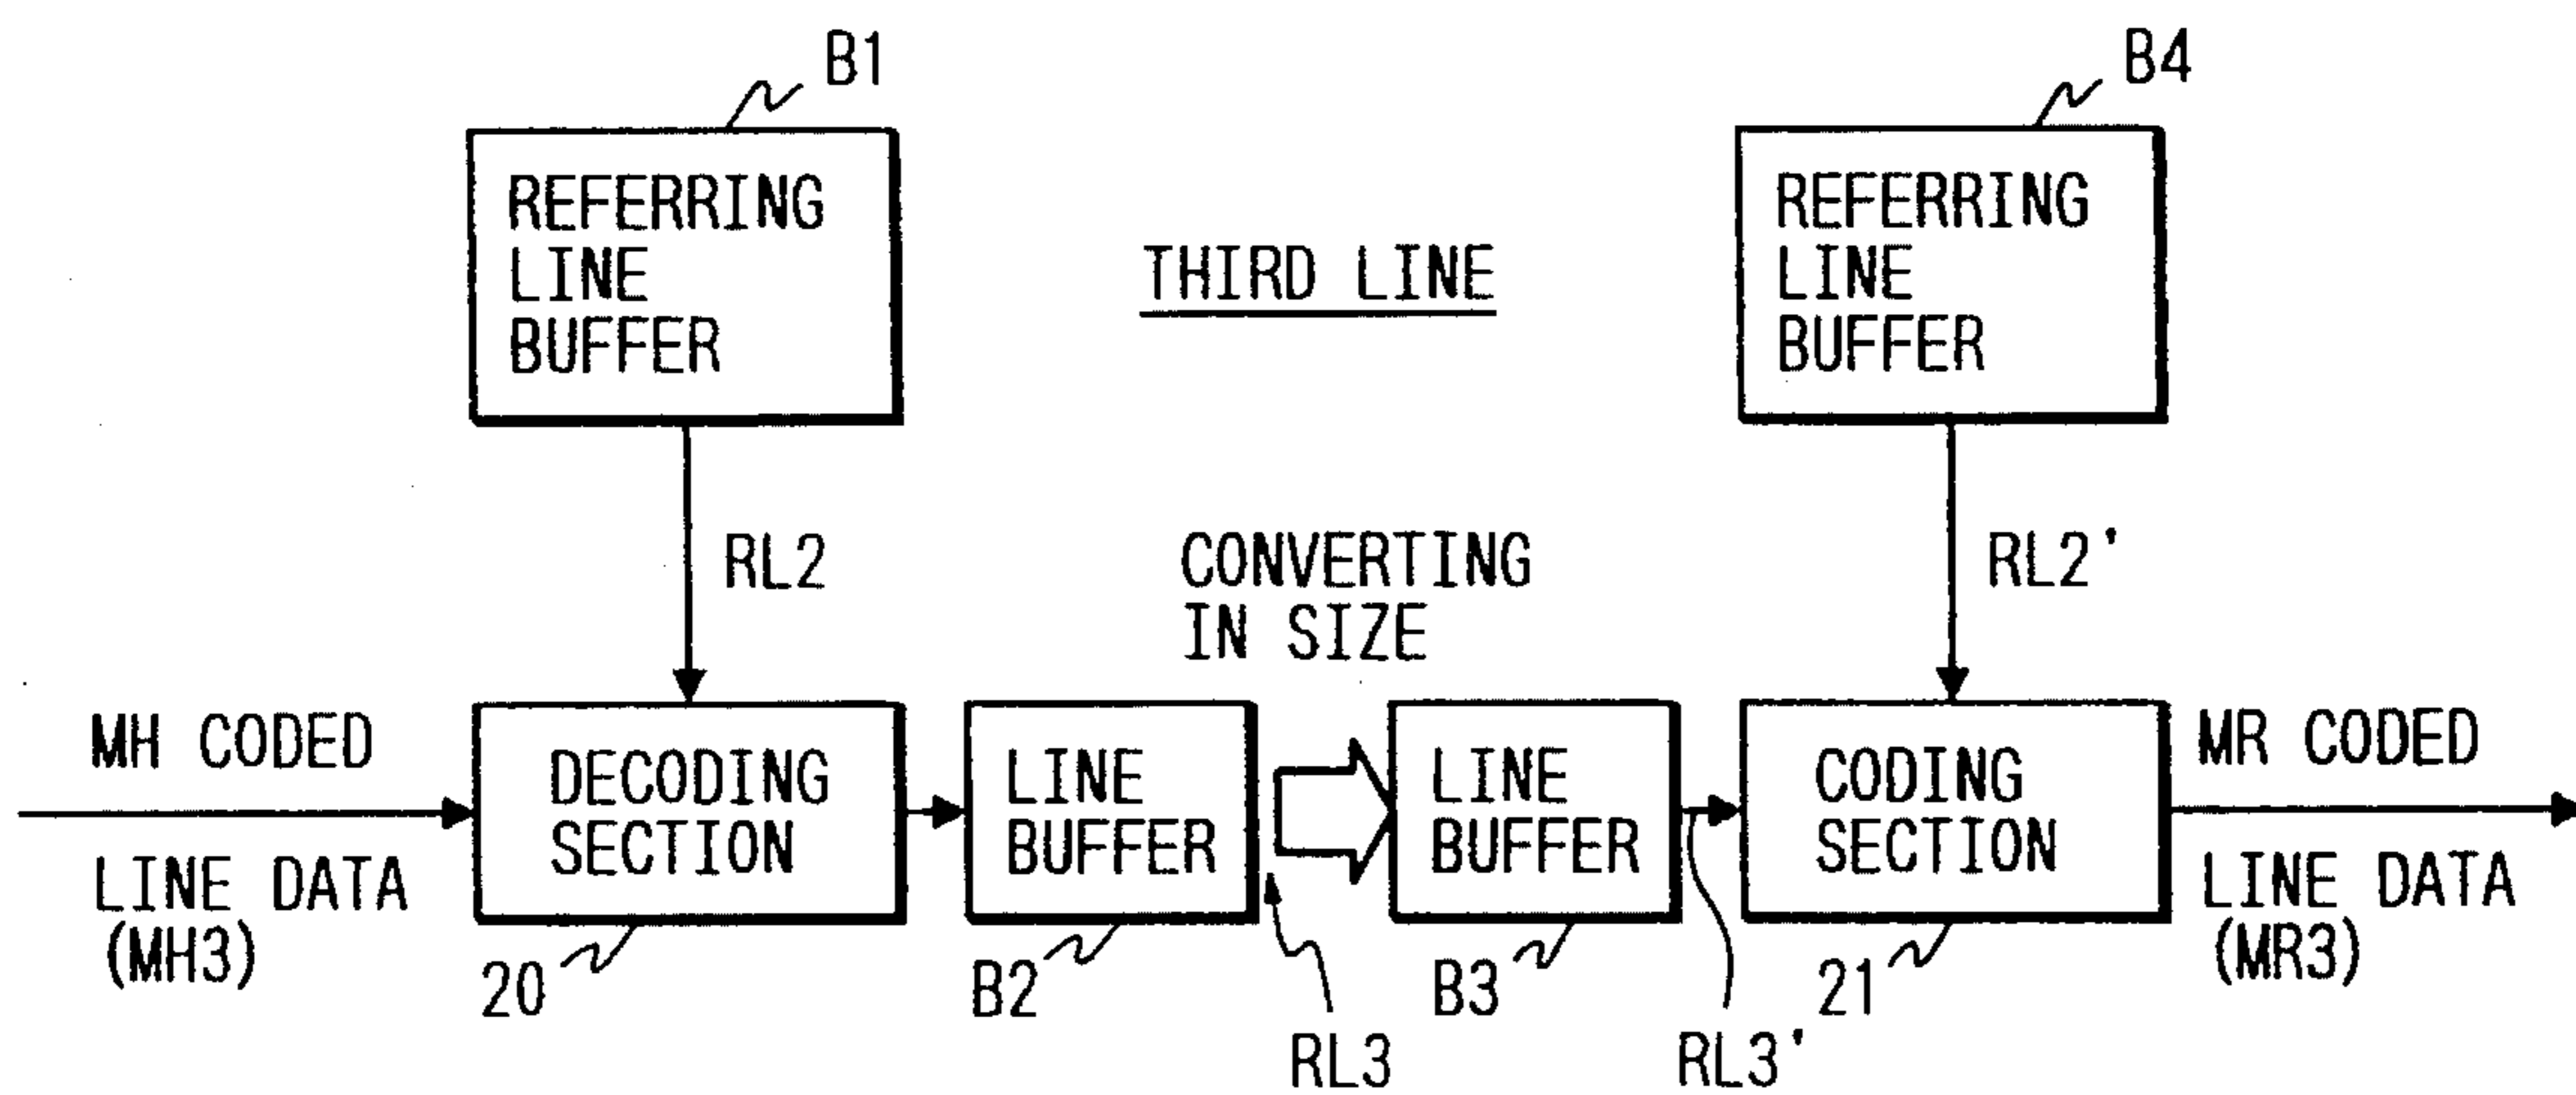 B1
B4
REFERRING
LINE
BUFFER
THIRD LINE
REFERRING
LINE
BUFFER
RL2
CONVERTING
IN SIZE
RL2'
MH CODED
LINE DATA
(MH3)
DECODING
SECTION
LINE
BUFFER
LINE
BUFFER
CODING
SECTION
MR CODED
LINE DATA
(MR3)
20
B2
RL3
B3
RL3'
21